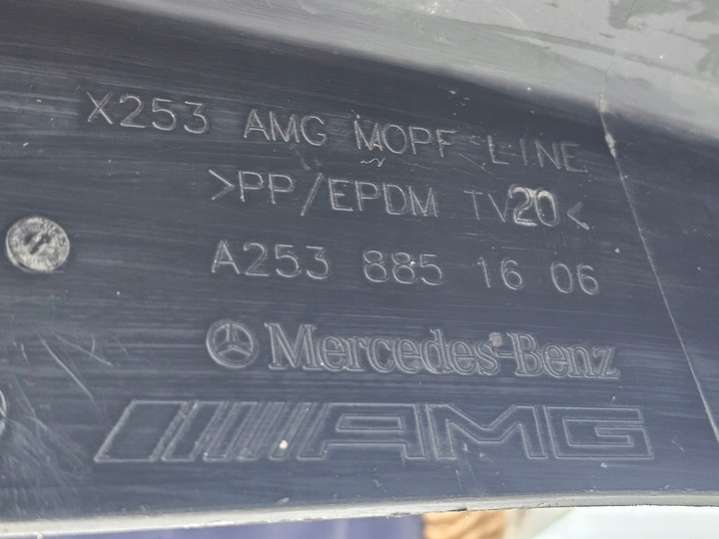 X253 AMG MOPF LINE
>PP/EPDM TV20<
A253 885 16 06
Mercedes-Benz
AMG